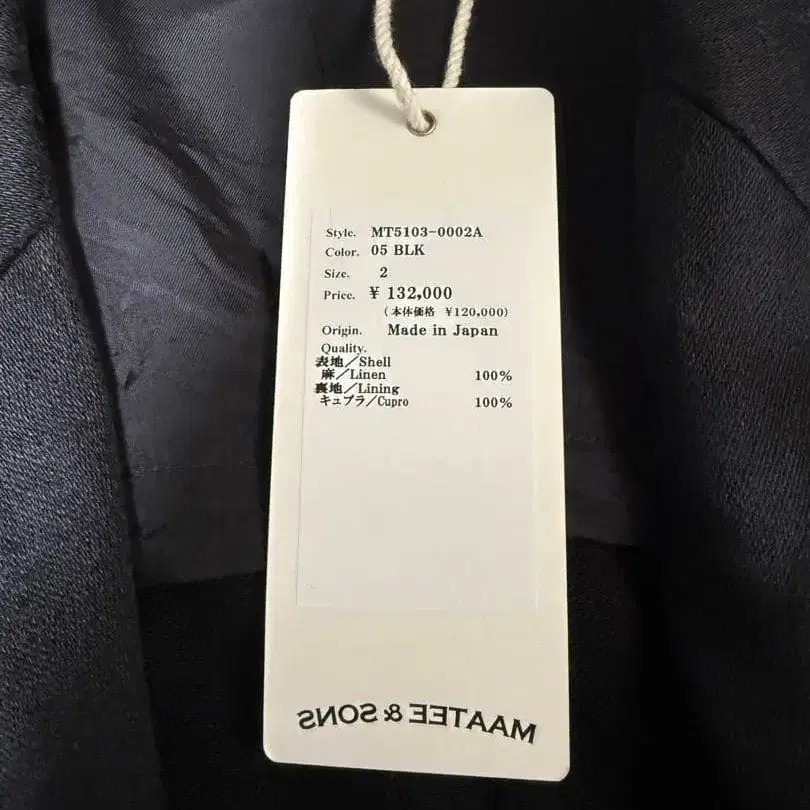 Style. MT5103-0002A
Color. 05 BLK
Size. 2
Price. ¥ 132,000
(本体価格 ¥120,000)
Origin. Made in Japan
Quality.
表地/Shell
麻/Linen 100%
裏地/Lining
キュプラ/Cupro 100%
MAATEE & SONS